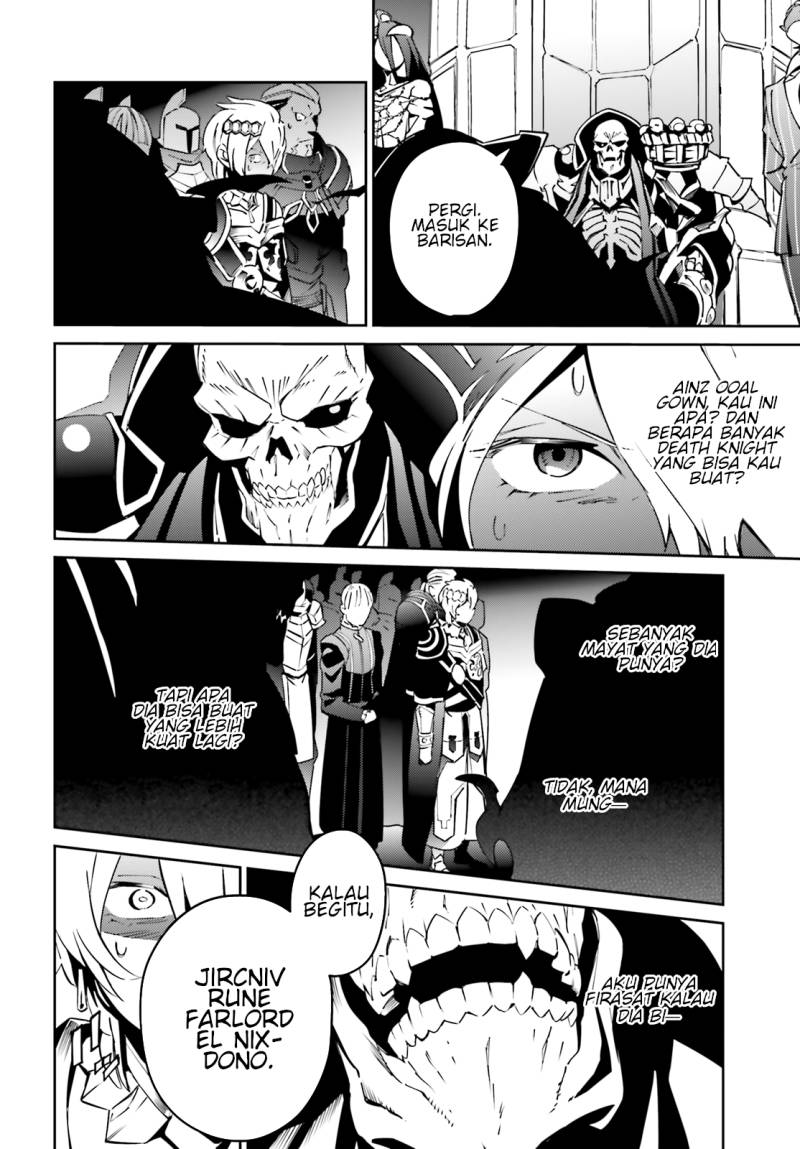 PERGI.
MASUK KE
BARISAN.
AINZ OOAL
GOWN, KAU INI
APA? DAN
BERAPA BANYAK
DEATH KNIGHT
YANG BISA KAU
BUAT?
SEBANYAK
MAYAT YANG DIA
PUNYA?
TAPI APA
DIA BISA BUAT
YANG LEBIH
KUAT LAGI?
TIDAK, MANA
MUNG—
KALAU
BEGITU,
AKU PUNYA
FIRASAT KALAU
DIA BI—
JIRCNIV
RUNE
FARLORD
EL NIX-
DONO.